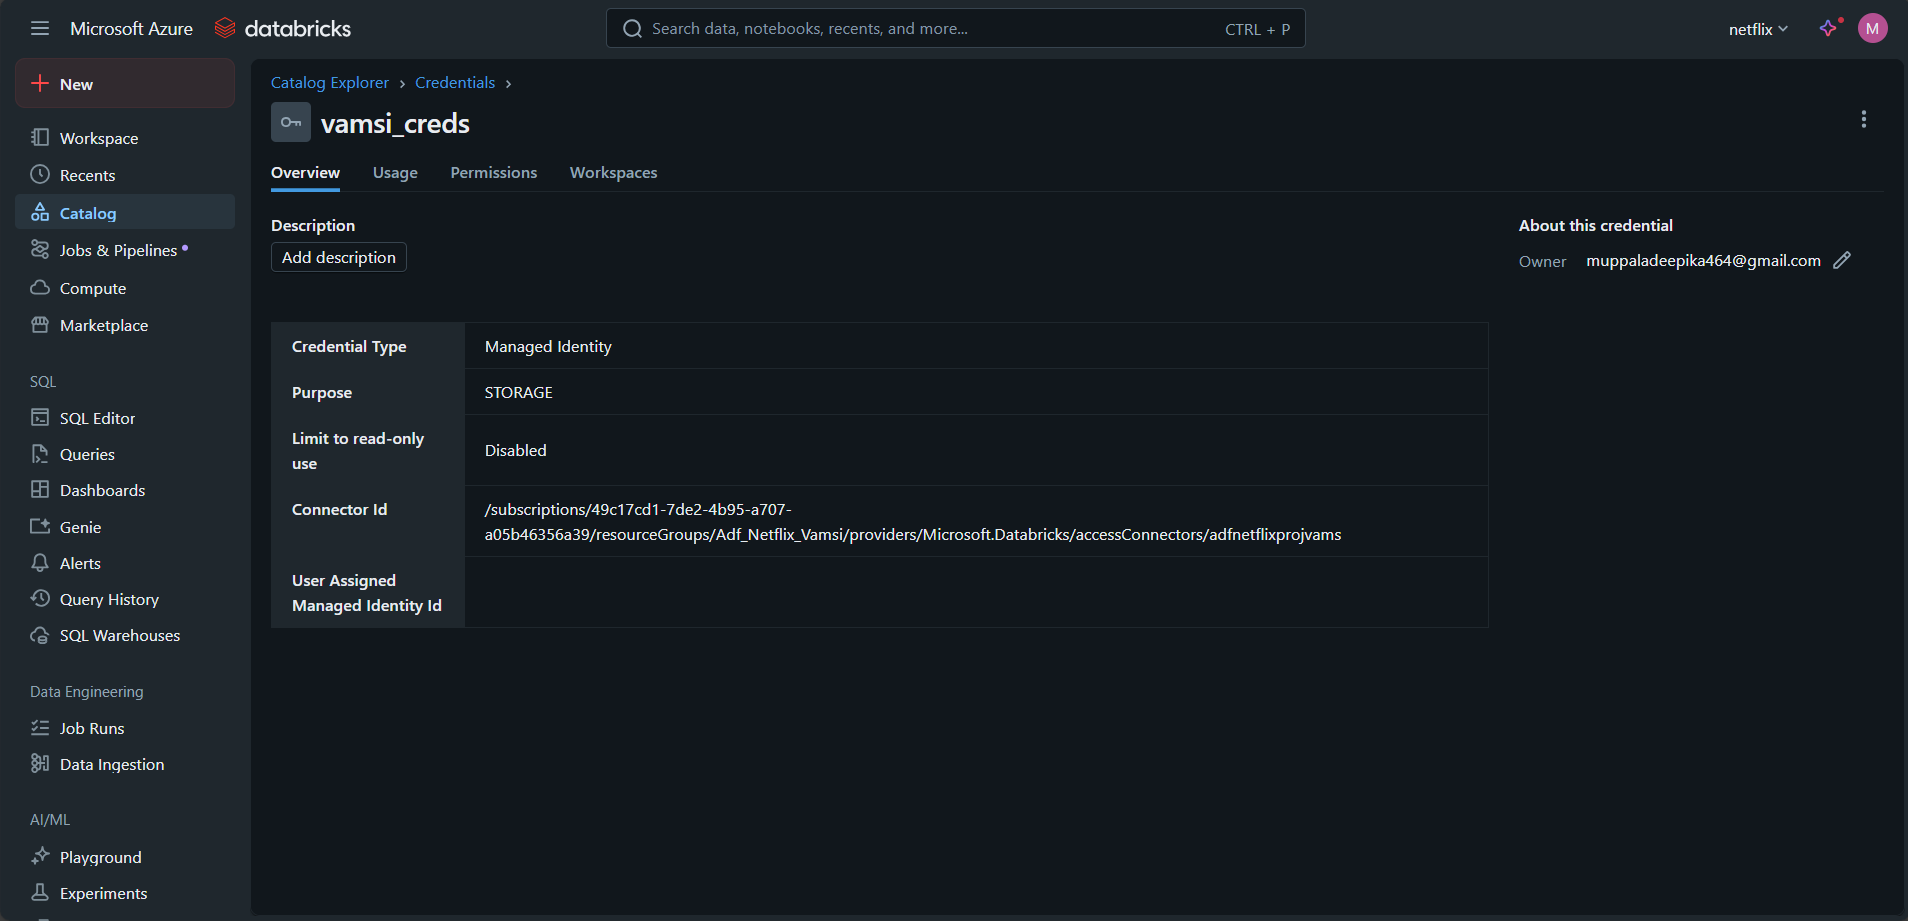 Microsoft Azure databricks
Search data, notebooks, recents, and more... CTRL + P
netflix
M
New
Workspace
Recents
Catalog
Jobs & Pipelines
Compute
Marketplace
SQL
SQL Editor
Queries
Dashboards
Genie
Alerts
Query History
SQL Warehouses
Data Engineering
Job Runs
Data Ingestion
AI/ML
Playground
Experiments
Catalog Explorer › Credentials ›
vamsi_creds
Overview Usage Permissions Workspaces
Description
Add description
Credential Type Managed Identity
Purpose STORAGE
Limit to read-only
use
Disabled
Connector Id
/subscriptions/49c17cd1-7de2-4b95-a707-
a05b46356a39/resourceGroups/Adf_Netflix_Vamsi/providers/Microsoft.Databricks/accessConnectors/adfnetflixprojvams
User Assigned
Managed Identity Id
About this credential
Owner muppaladeepika464@gmail.com